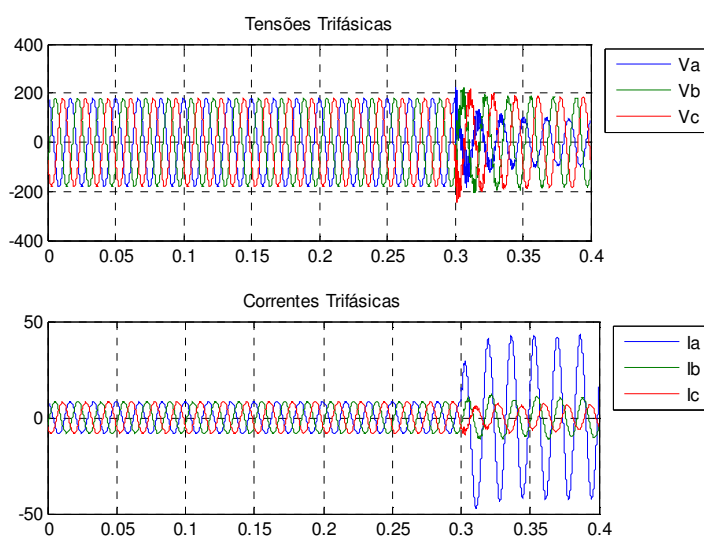 Tensões Trifásicas
400
200
0
-200
-400
0 0.05 0.1 0.15 0.2 0.25 0.3 0.35 0.4
Va
Vb
Vc
Correntes Trifásicas
50
0
-50
0 0.05 0.1 0.15 0.2 0.25 0.3 0.35 0.4
Ia
Ib
Ic